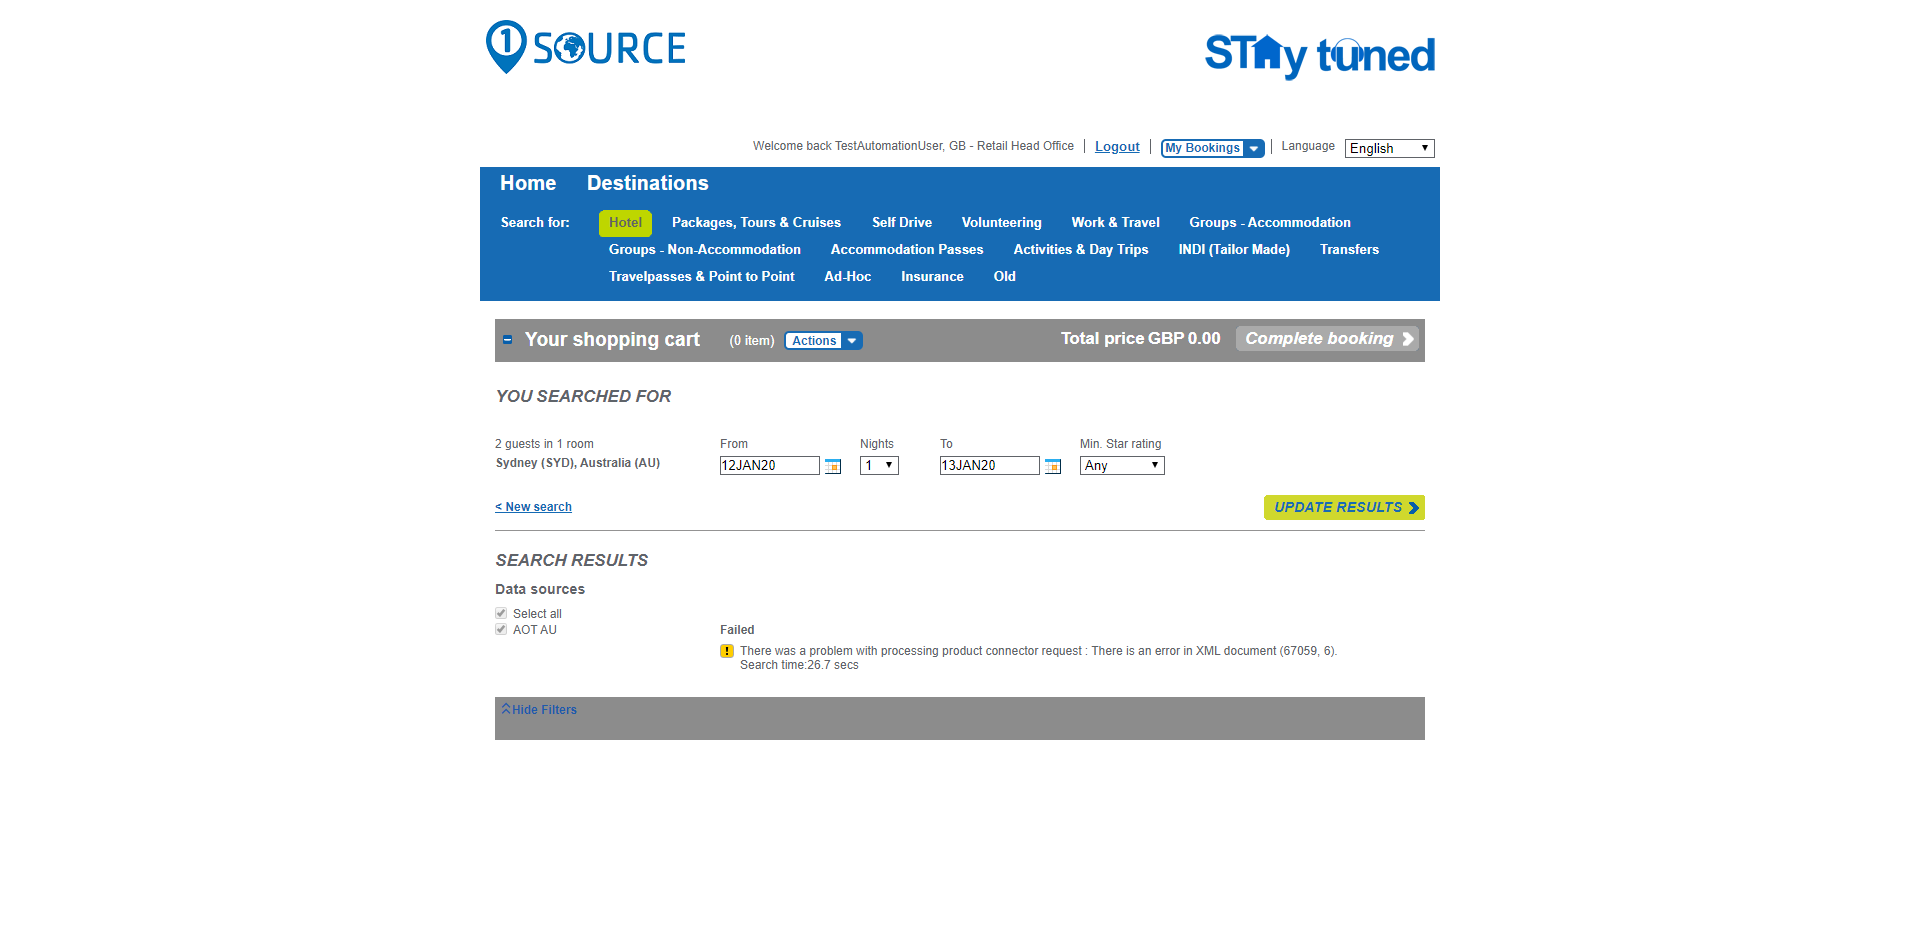 1 SOURCE
STAy tuned
Welcome back TestAutomationUser, GB - Retail Head Office | Logout | My Bookings | Language English
Home Destinations
Search for: Hotel Packages, Tours & Cruises Self Drive Volunteering Work & Travel Groups - Accommodation
Groups - Non-Accommodation Accommodation Passes Activities & Day Trips INDI (Tailor Made) Transfers
Travelpasses & Point to Point Ad-Hoc Insurance Old
Your shopping cart (0 item) Actions Total price GBP 0.00 Complete booking
YOU SEARCHED FOR
2 guests in 1 room From Nights To Min. Star rating
Sydney (SYD), Australia (AU) 12JAN20 1 13JAN20 Any
< New search UPDATE RESULTS
SEARCH RESULTS
Data sources
Select all
AOT AU Failed
There was a problem with processing product connector request : There is an error in XML document (67059, 6).
Search time:26.7 secs
Hide Filters